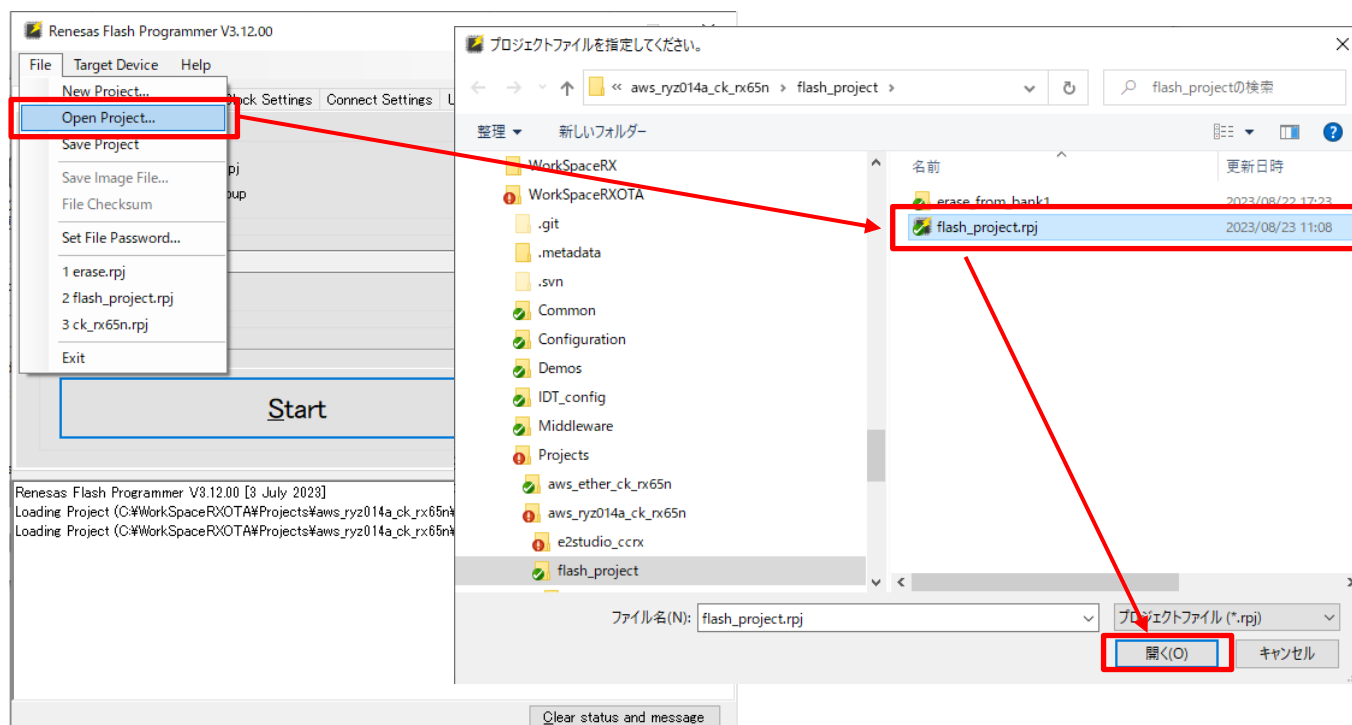 Renesas Flash Programmer V3.12.00
File Target Device Help
New Project...
Open Project...
Save Project
Save Image File...
File Checksum
Set File Password...
1 erase.rpj
2 flash_project.rpj
3 ck_rx65n.rpj
Exit
Block Settings Connect Settings
Start
Renesas Flash Programmer V3.12.00 [3 July 2023]
Loading Project (C:¥WorkSpaceRXOTA¥Projects¥aws_ryz014a_ck_rx65n¥
Loading Project (C:¥WorkSpaceRXOTA¥Projects¥aws_ryz014a_ck_rx65n¥
Clear status and message
プロジェクトファイルを指定してください。
« aws_ryz014a_ck_rx65n › flash_project ›
flash_projectの検索
整理 新しいフォルダー
WorkSpaceRX
WorkSpaceRXOTA
.git
.metadata
.svn
Common
Configuration
Demos
IDT_config
Middleware
Projects
aws_ether_ck_rx65n
aws_ryz014a_ck_rx65n
e2studio_ccrx
flash_project
名前 更新日時
erase_from_bank1 2023/08/22 17:23
flash_project.rpj 2023/08/23 11:08
ファイル名(N): flash_project.rpj プロジェクトファイル (*.rpj)
開く(O) キャンセル